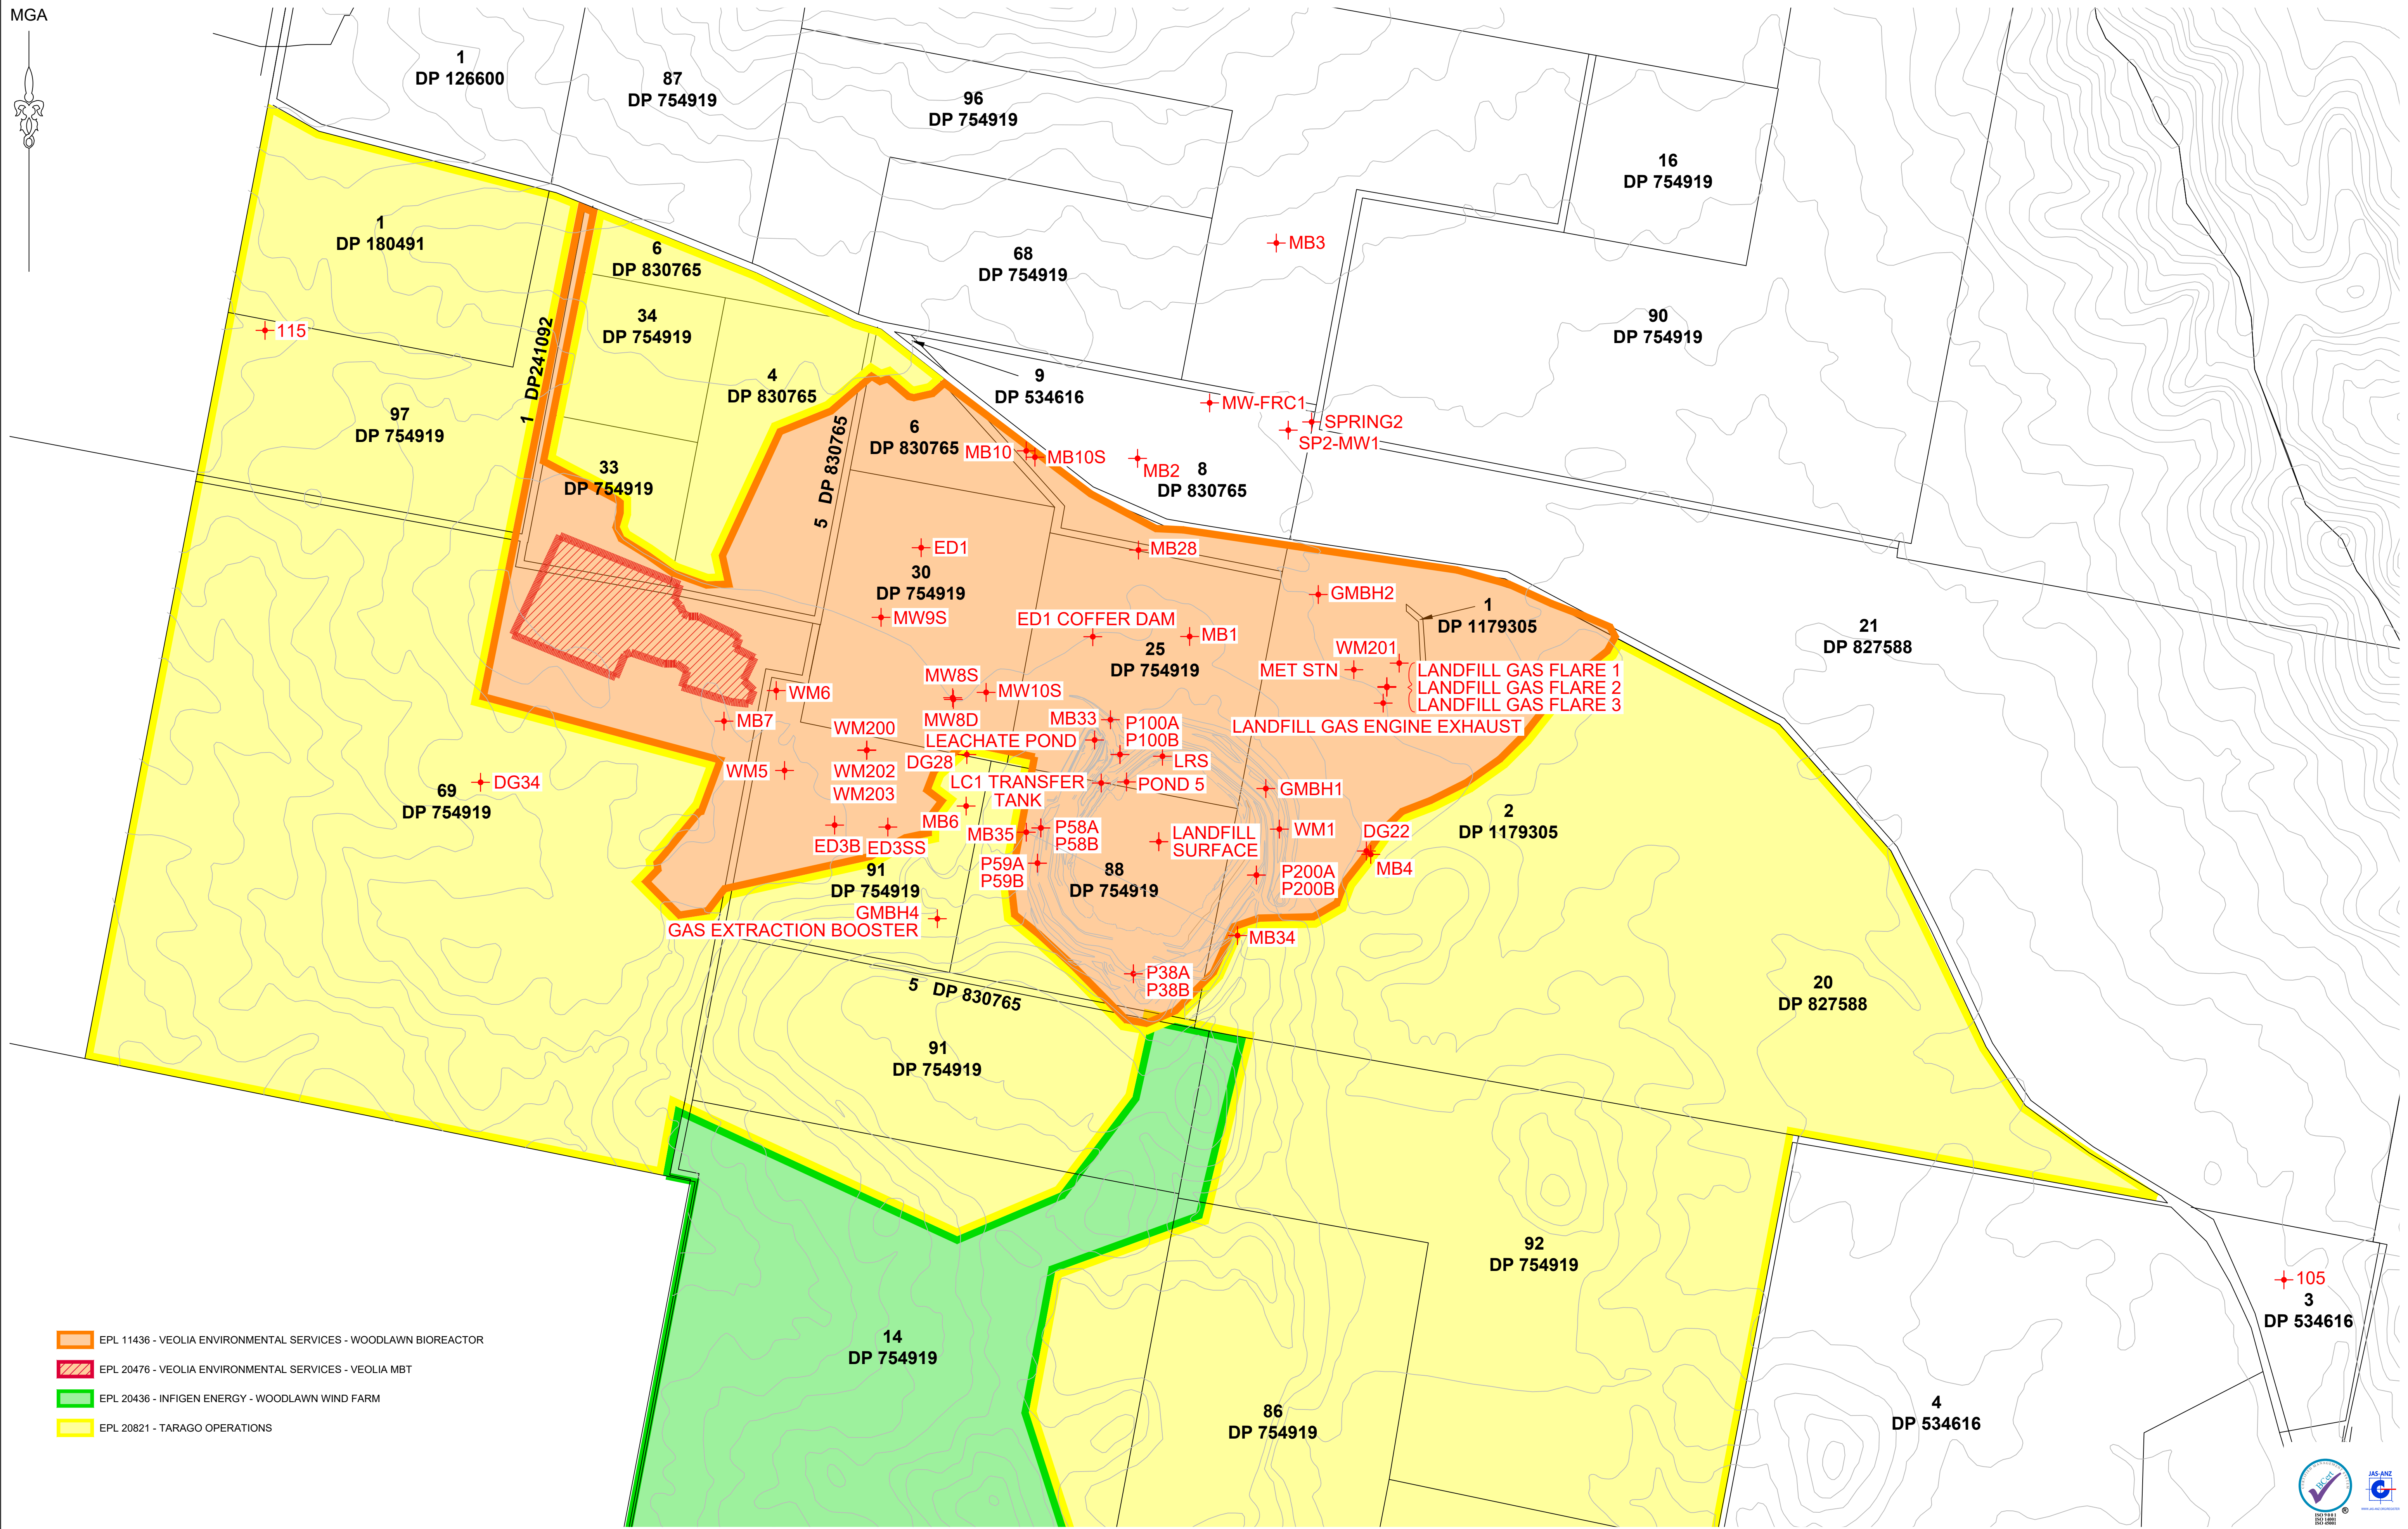 MGA
1
DP 126600
87
DP 754919
96
DP 754919
16
DP 754919
1
DP 180491
6
DP 830765
68
DP 754919
MB3
34
DP 754919
90
DP 754919
115
1 DP241092
4
DP 830765
9
DP 534616
97
DP 754919
MW-FRC1
SPRING2
SP2-MW1
6
DP 830765
5 DP 830765
MB10
MB10S
MB2
8
DP 830765
33
DP 754919
ED1
MB28
30
DP 754919
GMBH2
1
DP 1179305
MW9S
ED1 COFFER DAM
MB1
21
DP 827588
25
DP 754919
WM201
MET STN
LANDFILL GAS FLARE 1
LANDFILL GAS FLARE 2
LANDFILL GAS FLARE 3
MW8S
MW10S
WM6
MW8D
MB7
MB33
P100A
P100B
LANDFILL GAS ENGINE EXHAUST
WM200
LEACHATE POND
DG28
LRS
WM5
WM202
WM203
LC1 TRANSFER
TANK
POND 5
GMBH1
DG34
69
DP 754919
2
DP 1179305
MB6
MB35
P58A
P58B
LANDFILL
SURFACE
WM1
DG22
ED3B
ED3SS
P59A
P59B
MB4
91
DP 754919
88
DP 754919
P200A
P200B
GMBH4
GAS EXTRACTION BOOSTER
MB34
P38A
P38B
5 DP 830765
20
DP 827588
91
DP 754919
92
DP 754919
105
3
DP 534616
14
DP 754919
86
DP 754919
4
DP 534616
EPL 11436 - VEOLIA ENVIRONMENTAL SERVICES - WOODLAWN BIOREACTOR
EPL 20476 - VEOLIA ENVIRONMENTAL SERVICES - VEOLIA MBT
EPL 20436 - INFIGEN ENERGY - WOODLAWN WIND FARM
EPL 20821 - TARAGO OPERATIONS
JAS-ANZ
ISO 9001
ISO 14001